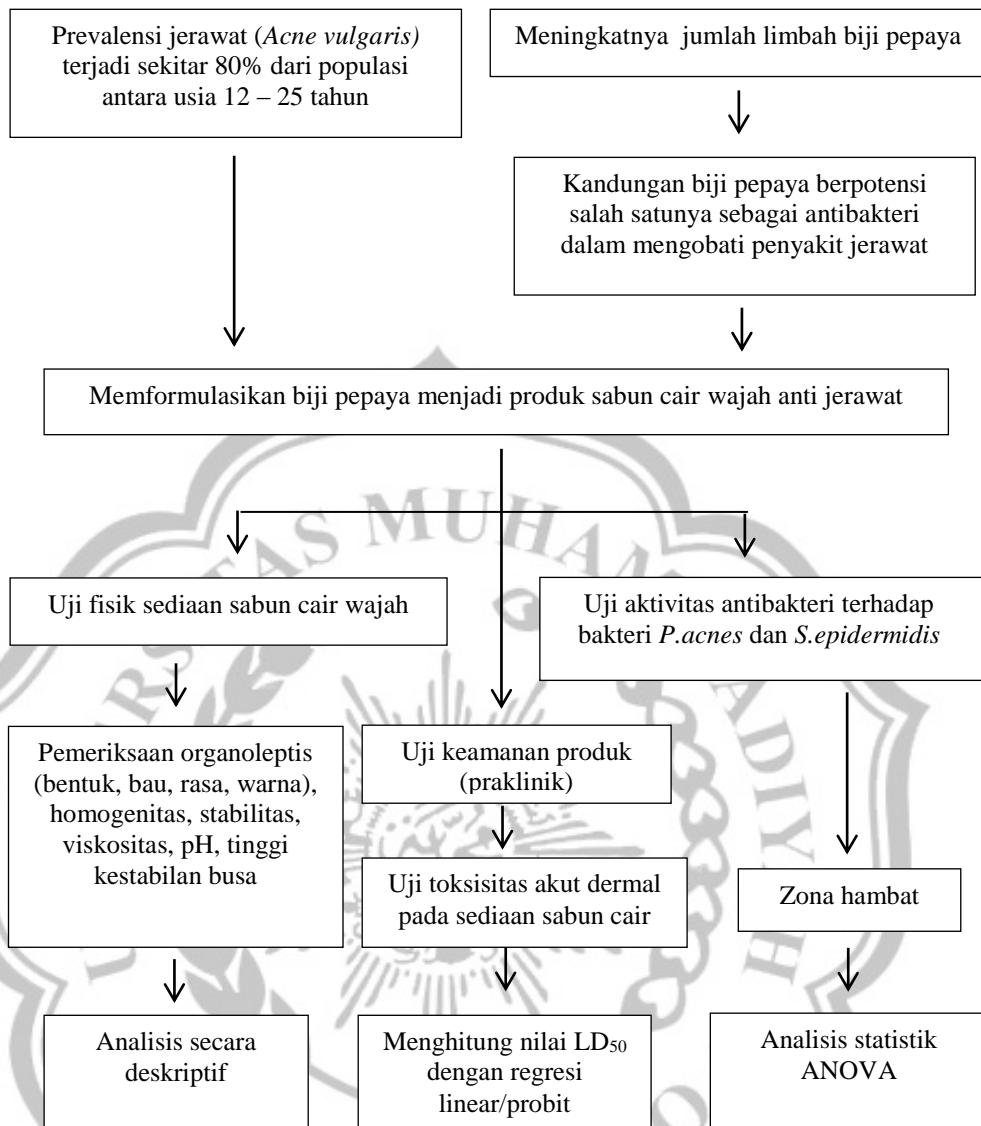 Prevalensi jerawat (Acne vulgaris)
terjadi sekitar 80% dari populasi
antara usia 12 – 25 tahun
Meningkatnya jumlah limbah biji pepaya
Kandungan biji pepaya berpotensi
salah satunya sebagai antibakteri
dalam mengobati penyakit jerawat
Memformulasikan biji pepaya menjadi produk sabun cair wajah anti jerawat
Uji fisik sediaan sabun cair wajah
Uji aktivitas antibakteri terhadap
bakteri P.acnes dan S.epidermidis
Pemeriksaan organoleptis
(bentuk, bau, rasa, warna),
homogenitas, stabilitas,
viskositas, pH, tinggi
kestabilan busa
Uji keamanan produk
(praklinik)
Uji toksisitas akut dermal
pada sediaan sabun cair
Zona hambat
Analisis secara
deskriptif
Menghitung nilai LD₅₀
dengan regresi
linear/probit
Analisis statistik
ANOVA